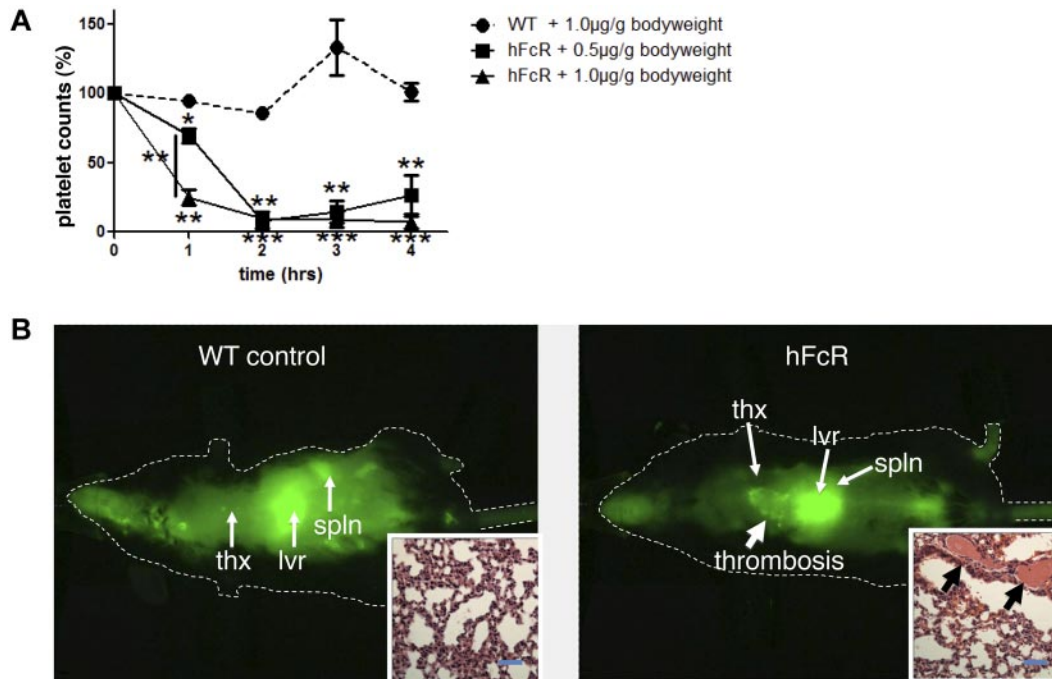 A
150
100
50
0
platelet counts (%)
0 1 2 3 4
time (hrs)
WT + 1.0µg/g bodyweight
hFcR + 0.5µg/g bodyweight
hFcR + 1.0µg/g bodyweight
*
**
**
** ** **
*** *** ***
B
WT control
thx
lvr
spln
hFcR
thx
lvr
spln
thrombosis